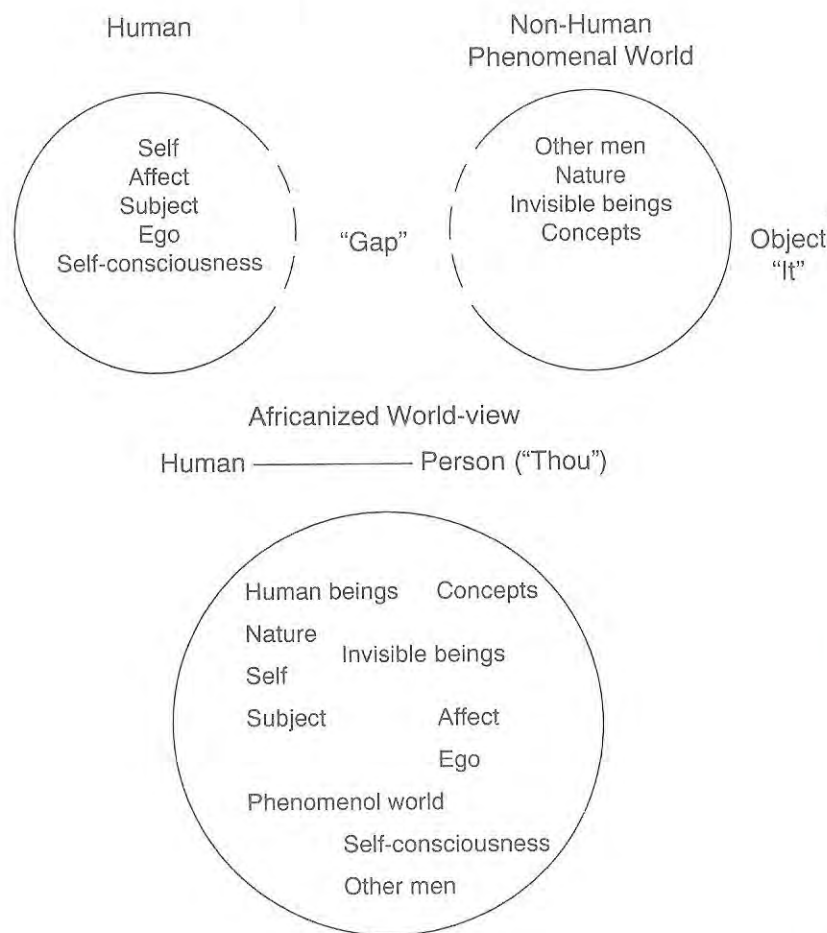 Human
Non-Human
Phenomenal World
Self
Affect
Subject
Ego
Self-consciousness
“Gap”
Other men
Nature
Invisible beings
Concepts
Object
“It”
Africanized World-view
Human Person (“Thou”)
Human beings Concepts
Nature
Invisible beings
Self
Subject Affect
Ego
Phenomenol world
Self-consciousness
Other men